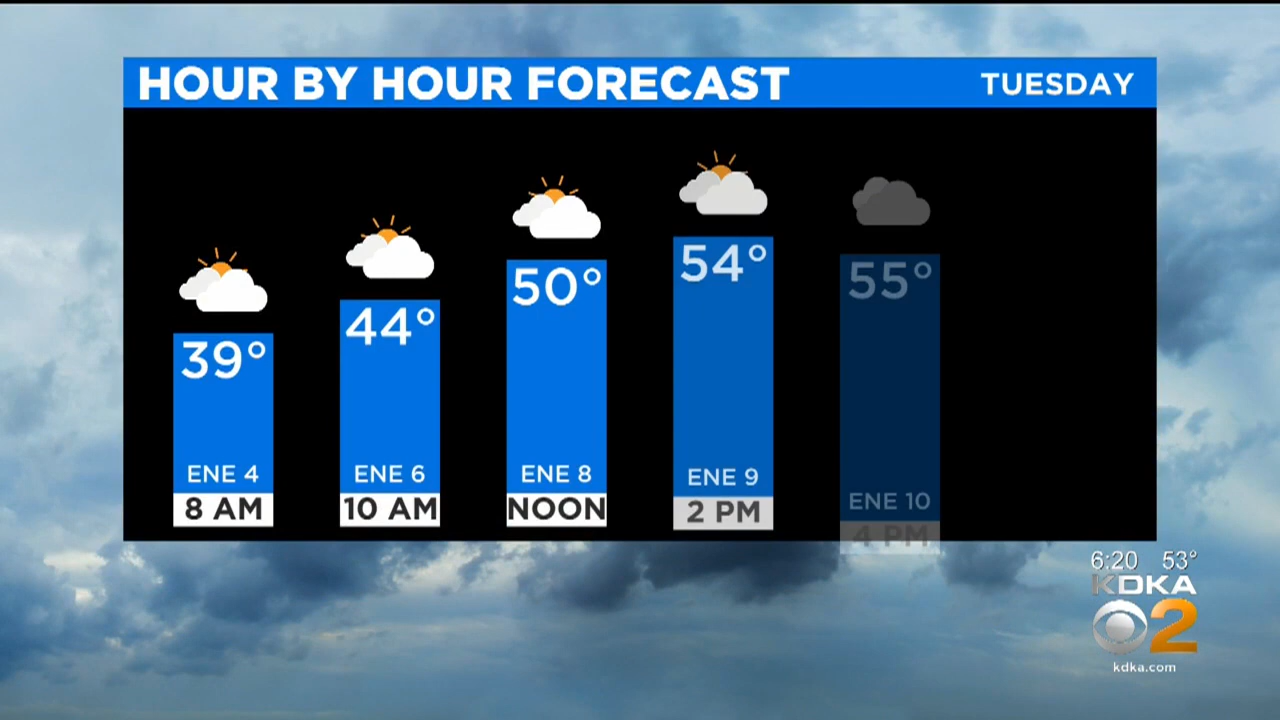 HOUR BY HOUR FORECAST
TUESDAY
39°
44°
50°
54°
55°
ENE 4
ENE 6
ENE 8
ENE 9
ENE 10
8 AM
10 AM
NOON
2 PM
4 PM
6:20 53°
KDKA
2
kdka.com